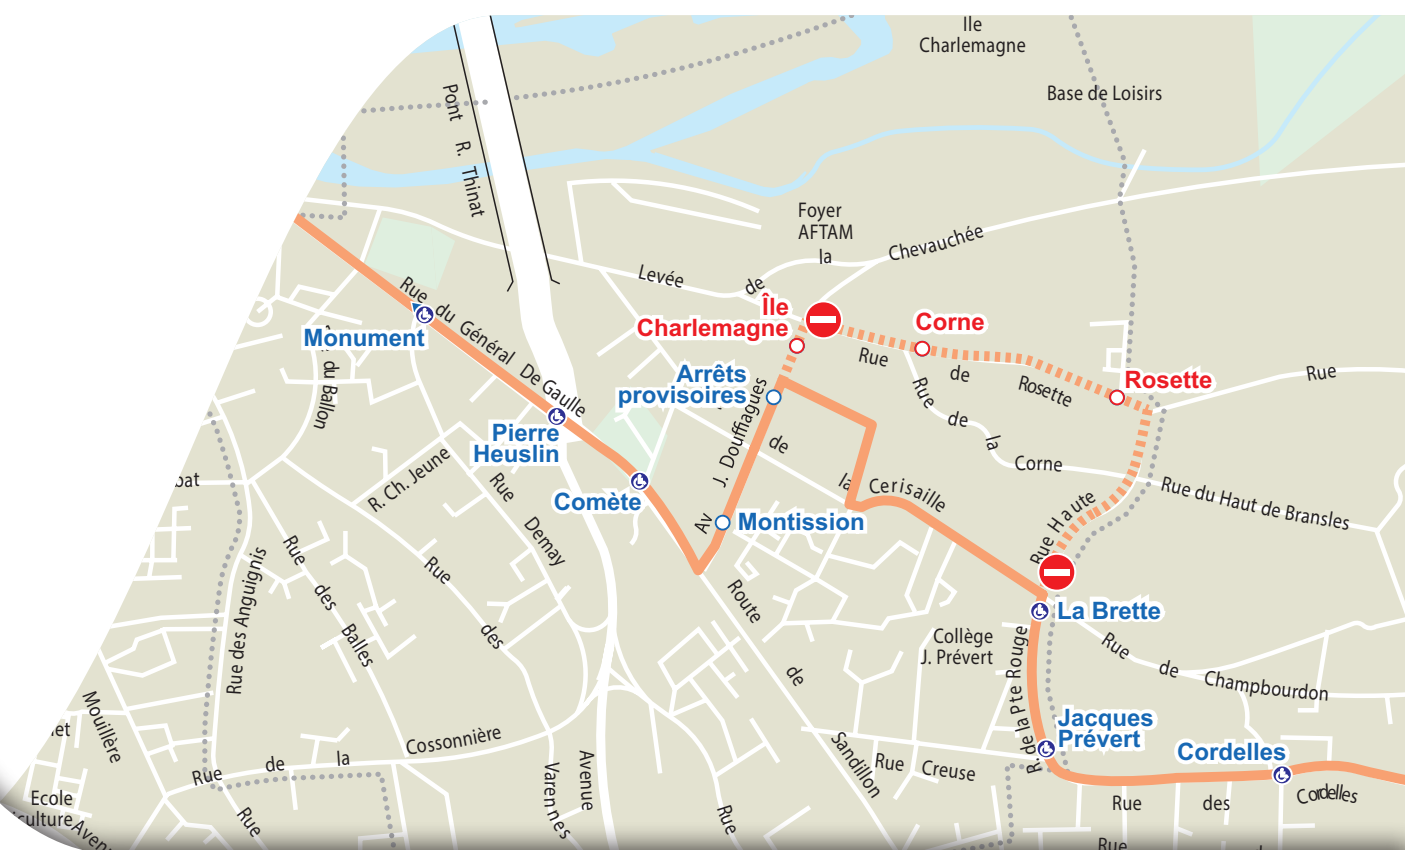 Ile
Charlemagne
Base de Loisirs
Pont R. Thinat
Foyer
AFTAM
Levée de la Chevauchée
Île
Charlemagne
Corne
Rosette
Rue de Rosette
Rue
Rue du Général De Gaulle
Monument
du Ballon
Arrêts
provisoires
Pierre
Heuslin
Comète
Av J. Douffiagues
Montission
de la Cerisaille
Rue de la Corne
Rue du Haut de Bransles
Rue Haute
La Brette
R. Ch. Jeune
Rue Demay
bat
Rue des Anguignis
Rue des Balles
Rue des
Route de Sandillon
Collège
J. Prévert
R. de la Pte Rouge
Rue de Champbourdon
Jacques
Prévert
Cordelles
Rue des Cordelles
Rue Creuse
Mouillère
et
Rue de la Cossonnière
Avenue
Varennes
Ecole
culture
Aven
Rue
Rue
Rue